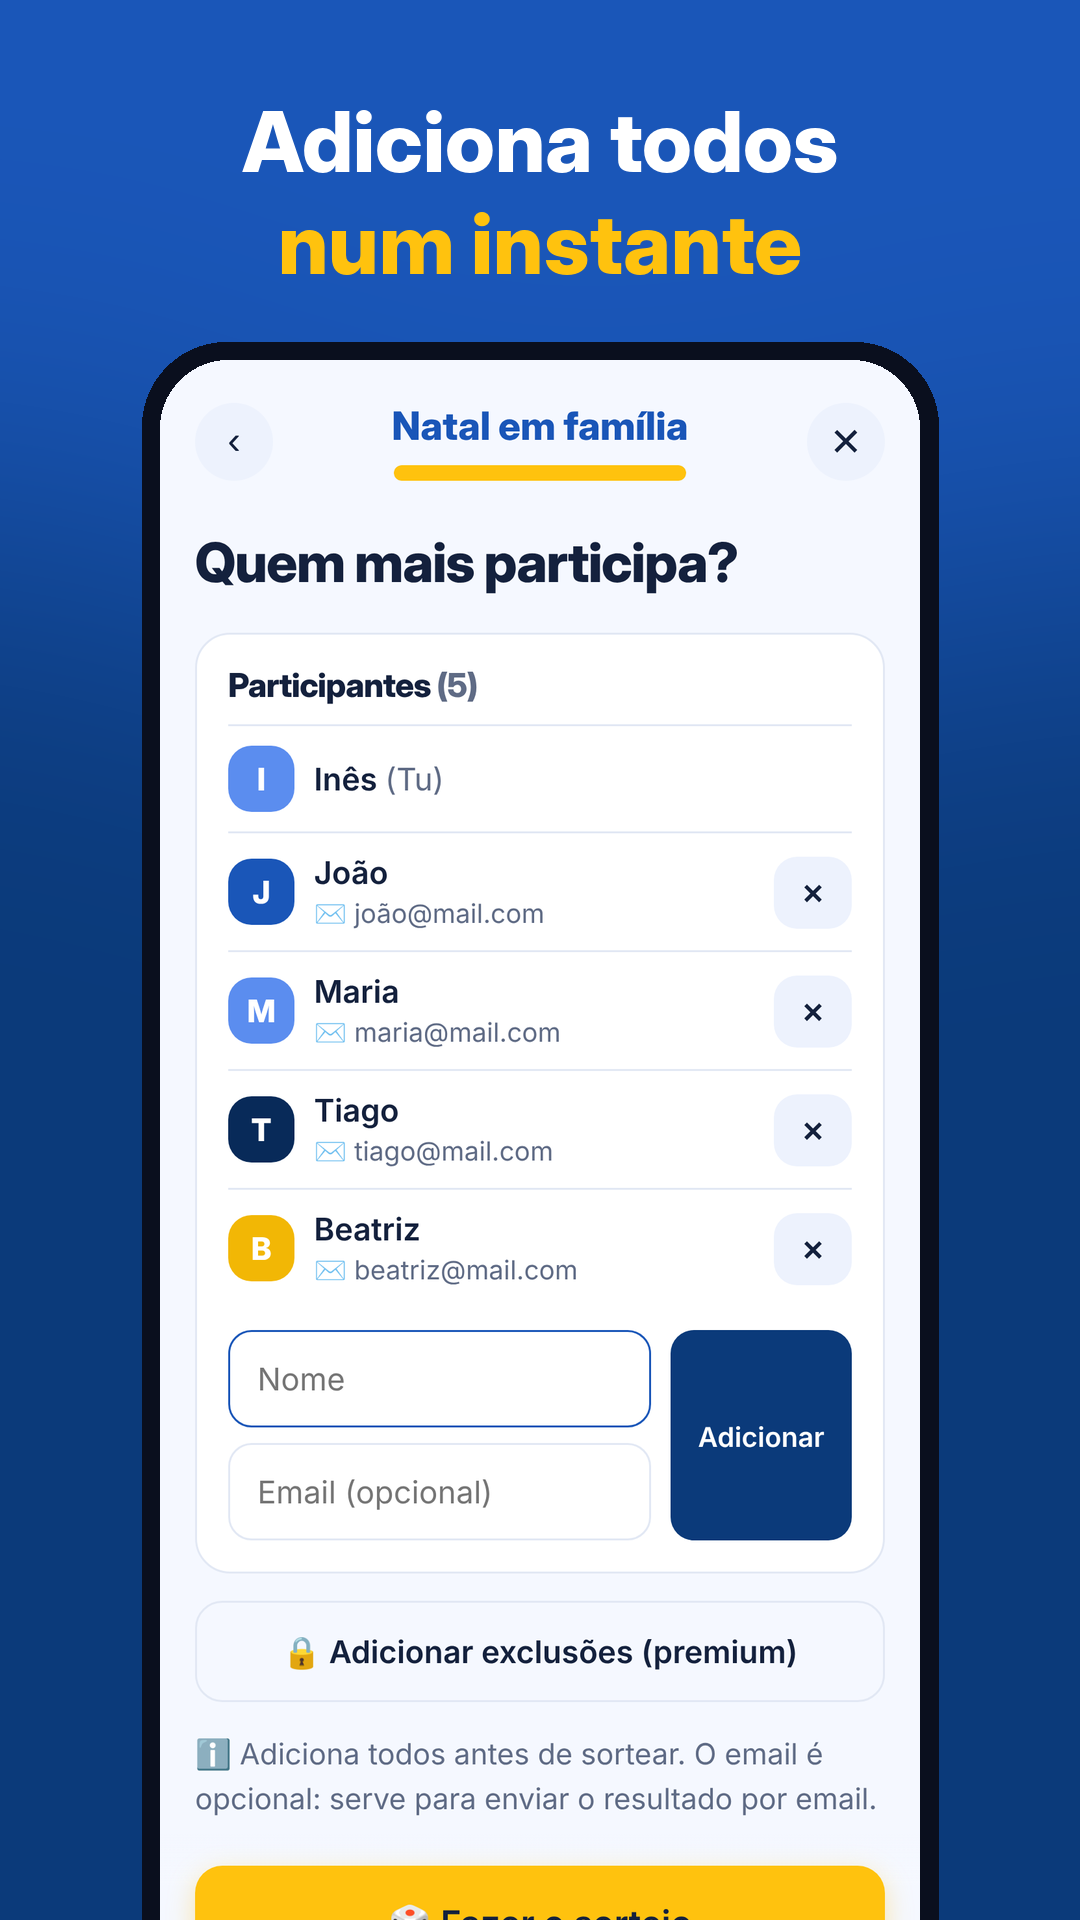 Adiciona todos
num instante
Natal em família
Quem mais participa?
Participantes (5)
I
Inês (Tu)
J
João
joão@mail.com
M
Maria
maria@mail.com
T
Tiago
tiago@mail.com
B
Beatriz
beatriz@mail.com
Nome
Adicionar
Email (opcional)
Adicionar exclusões (premium)
Adiciona todos antes de sortear. O email é
opcional: serve para enviar o resultado por email.
Fazer o sorteio